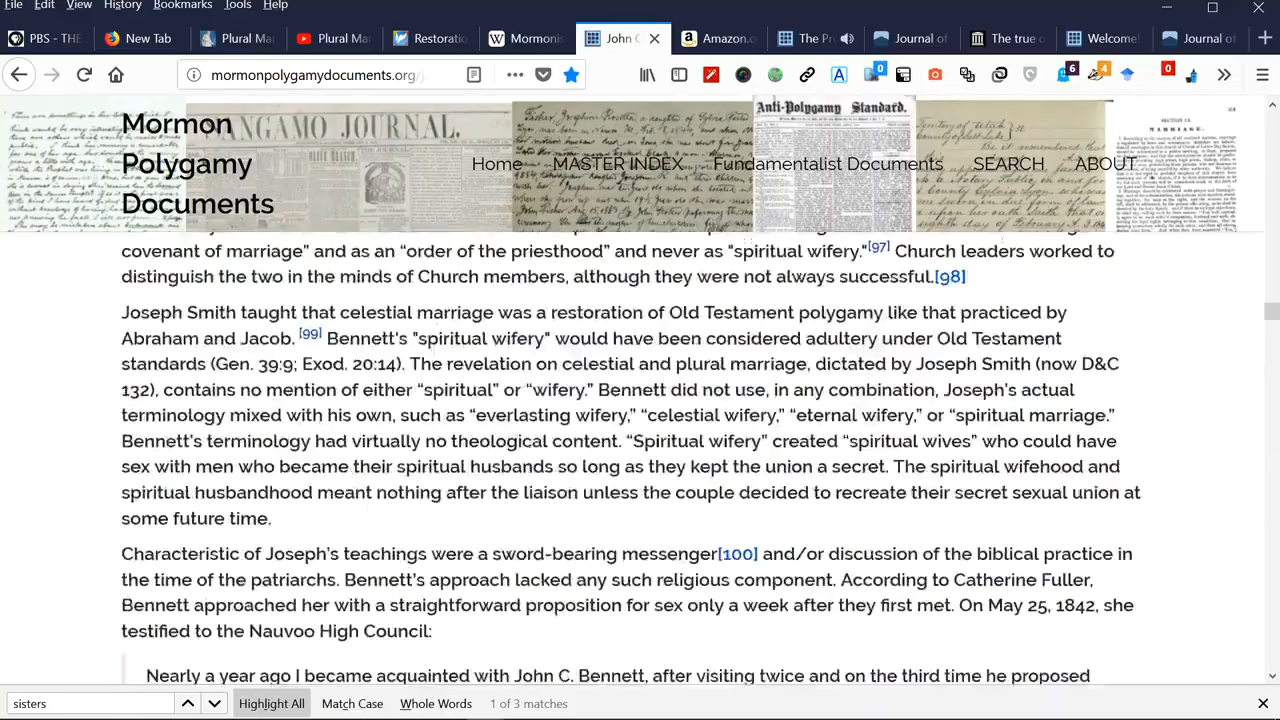 File Edit View History Bookmarks Tools Help
PBS - THE New Tab Plural Mar Plural Mar Restoratio Mormonis John C Amazon.c The Pr Journal of The true o Welcome Journal of
mormonpolygamydocuments.org/
0 6 4 0
Mormon
Polygamy
Documents
JOURNAL.
Anti-Polygamy Standard.
MARRIAGE.
MASTER INDEX Fundamentalist Documents Home SEARCH ABOUT
covenant of marriage” and as an “order of the priesthood” and never as “spiritual wifery.“[97] Church leaders worked to
distinguish the two in the minds of Church members, although they were not always successful.[98]
Joseph Smith taught that celestial marriage was a restoration of Old Testament polygamy like that practiced by
Abraham and Jacob. [99] Bennett's "spiritual wifery" would have been considered adultery under Old Testament
standards (Gen. 39:9; Exod. 20:14). The revelation on celestial and plural marriage, dictated by Joseph Smith (now D&C
132), contains no mention of either “spiritual” or “wifery.” Bennett did not use, in any combination, Joseph’s actual
terminology mixed with his own, such as “everlasting wifery,” “celestial wifery,” “eternal wifery,” or “spiritual marriage.”
Bennett’s terminology had virtually no theological content. “Spiritual wifery” created “spiritual wives” who could have
sex with men who became their spiritual husbands so long as they kept the union a secret. The spiritual wifehood and
spiritual husbandhood meant nothing after the liaison unless the couple decided to recreate their secret sexual union at
some future time.
Characteristic of Joseph’s teachings were a sword-bearing messenger[100] and/or discussion of the biblical practice in
the time of the patriarchs. Bennett’s approach lacked any such religious component. According to Catherine Fuller,
Bennett approached her with a straightforward proposition for sex only a week after they first met. On May 25, 1842, she
testified to the Nauvoo High Council:
Nearly a year ago I became acquainted with John C. Bennett, after visiting twice and on the third time he proposed
sisters Highlight All Match Case Whole Words 1 of 3 matches